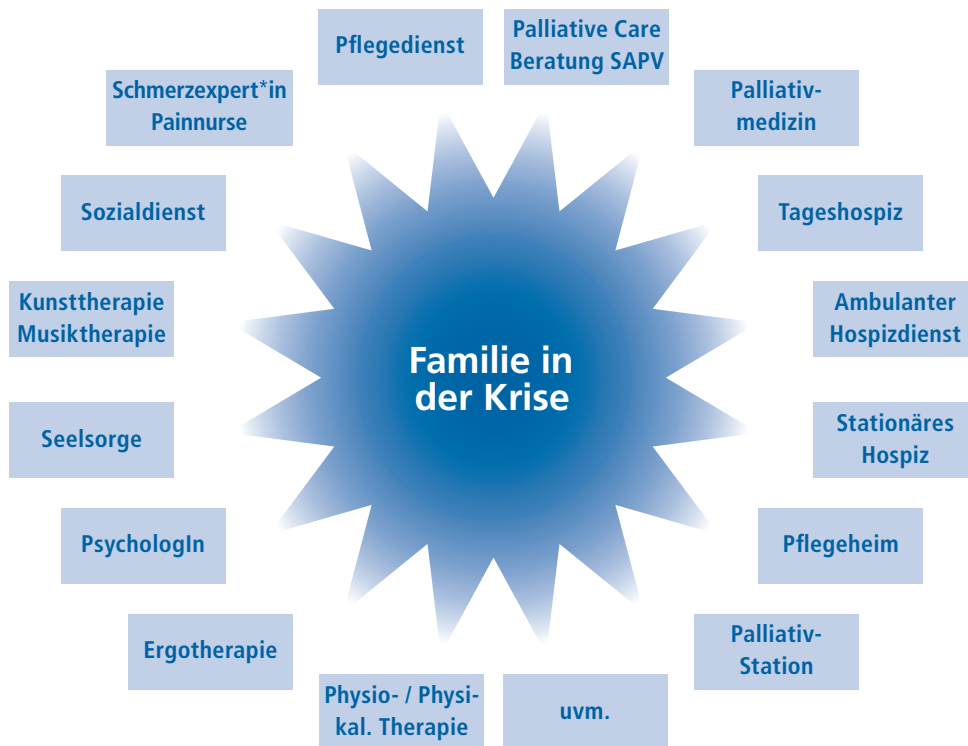 Pflegedienst
Palliative Care
Beratung SAPV
Schmerzexpert*in
Painnurse
Palliativ-
medizin
Sozialdienst
Tageshospiz
Kunsttherapie
Musiktherapie
Ambulanter
Hospizdienst
Familie in
der Krise
Seelsorge
Stationäres
Hospiz
PsychologIn
Pflegeheim
Ergotherapie
Palliativ-
Station
Physio- / Physi-
kal. Therapie
uvm.